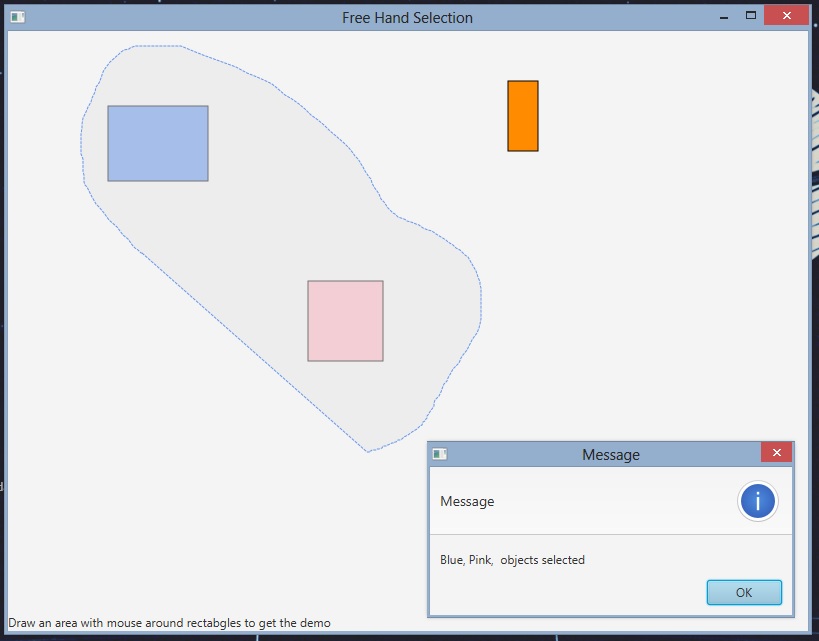 Free Hand Selection
Message
Message
Blue, Pink,  objects selected
OK
Draw an area with mouse around rectabgles to get the demo